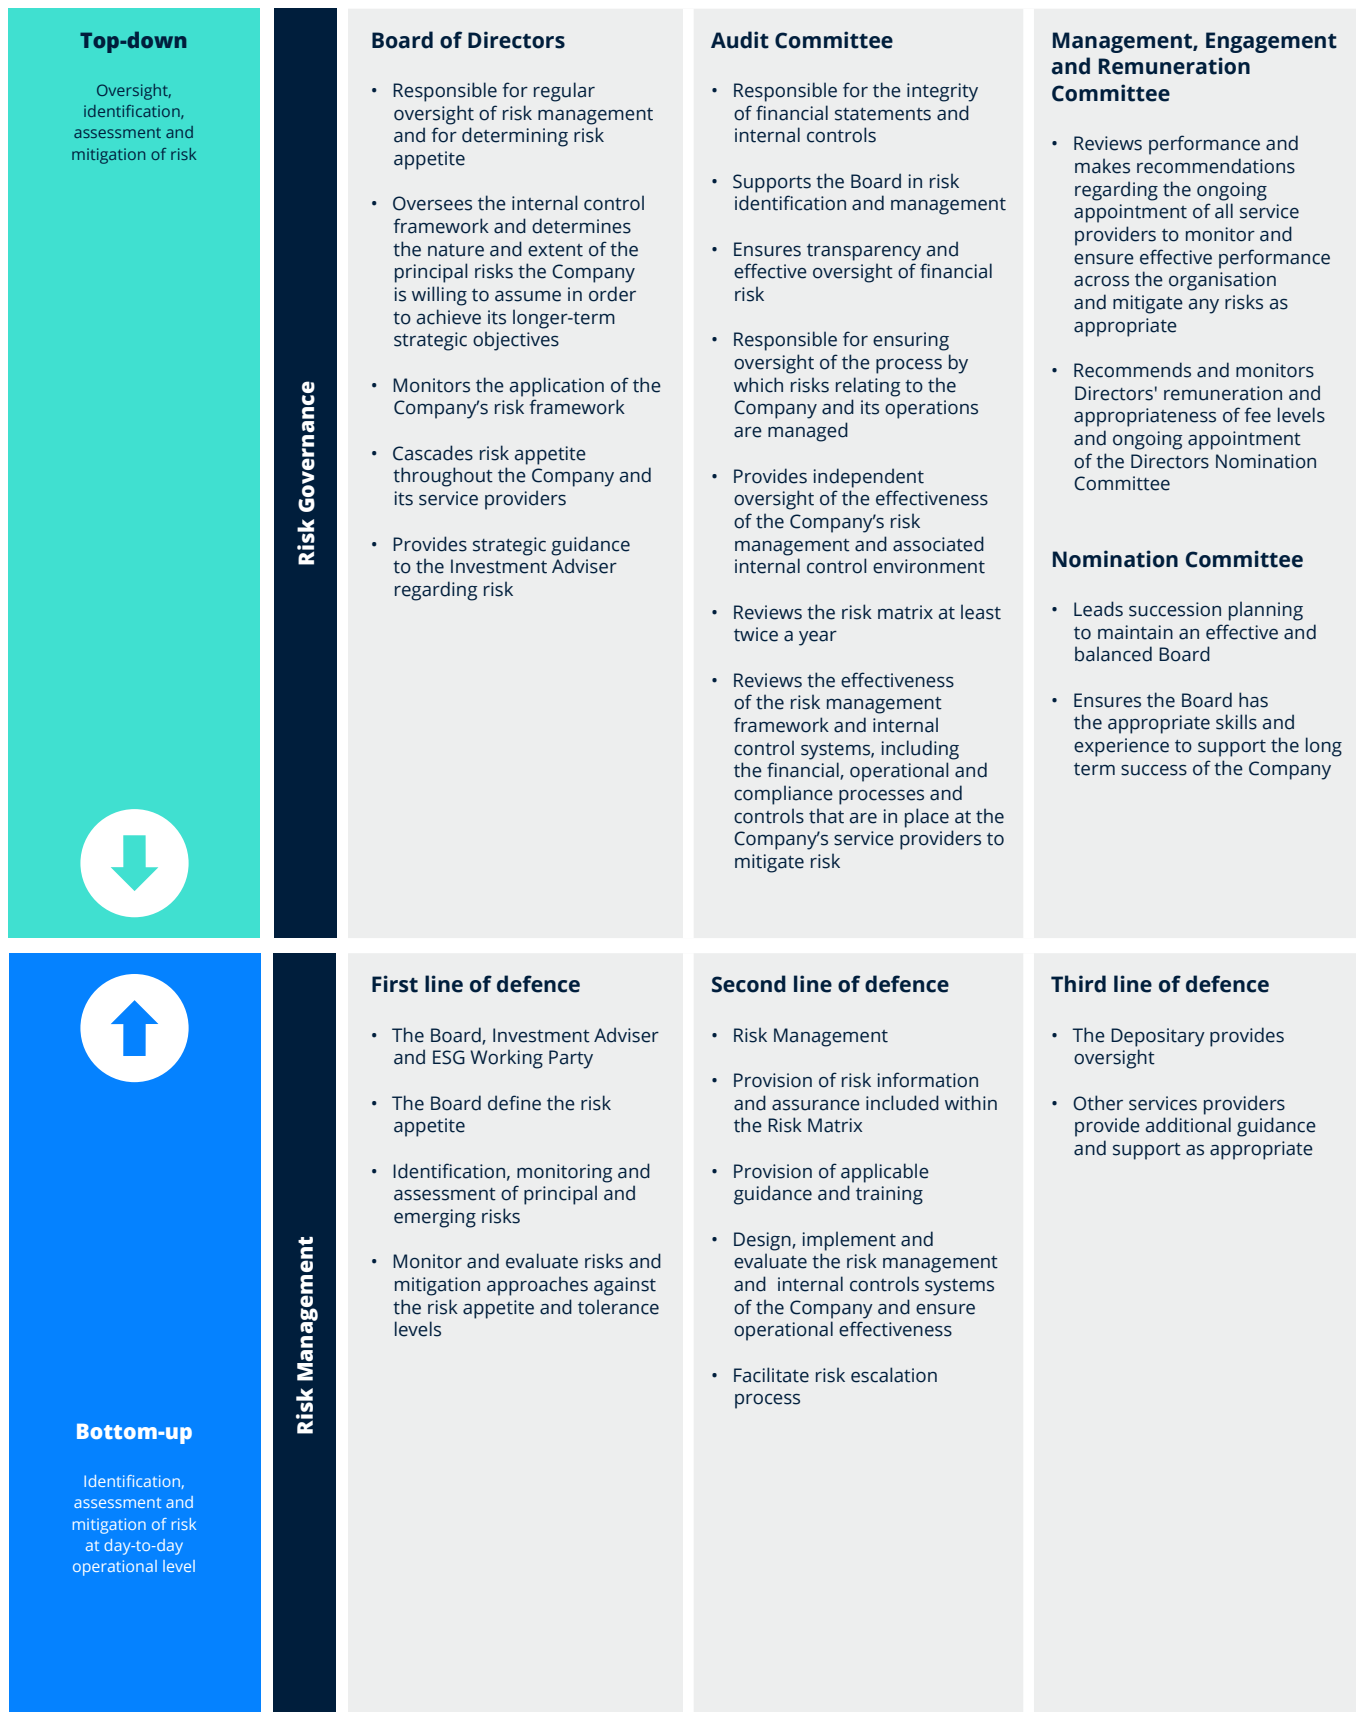 Top-down
Oversight,
identification,
assessment and
mitigation of risk
Risk Governance
Board of Directors
• Responsible for regular
oversight of risk management
and for determining risk
appetite
• Oversees the internal control
framework and determines
the nature and extent of the
principal risks the Company
is willing to assume in order
to achieve its longer-term
strategic objectives
• Monitors the application of the
Company’s risk framework
• Cascades risk appetite
throughout the Company and
its service providers
• Provides strategic guidance
to the Investment Adviser
regarding risk
Audit Committee
• Responsible for the integrity
of financial statements and
internal controls
• Supports the Board in risk
identification and management
• Ensures transparency and
effective oversight of financial
risk
• Responsible for ensuring
oversight of the process by
which risks relating to the
Company and its operations
are managed
• Provides independent
oversight of the effectiveness
of the Company’s risk
management and associated
internal control environment
• Reviews the risk matrix at least
twice a year
• Reviews the effectiveness
of the risk management
framework and internal
control systems, including
the financial, operational and
compliance processes and
controls that are in place at the
Company’s service providers to
mitigate risk
Management, Engagement
and Remuneration
Committee
• Reviews performance and
makes recommendations
regarding the ongoing
appointment of all service
providers to monitor and
ensure effective performance
across the organisation
and mitigate any risks as
appropriate
• Recommends and monitors
Directors' remuneration and
appropriateness of fee levels
and ongoing appointment
of the Directors Nomination
Committee
Nomination Committee
• Leads succession planning
to maintain an effective and
balanced Board
• Ensures the Board has
the appropriate skills and
experience to support the long
term success of the Company
Bottom-up
Identification,
assessment and
mitigation of risk
at day-to-day
operational level
Risk Management
First line of defence
• The Board, Investment Adviser
and ESG Working Party
• The Board define the risk
appetite
• Identification, monitoring and
assessment of principal and
emerging risks
• Monitor and evaluate risks and
mitigation approaches against
the risk appetite and tolerance
levels
Second line of defence
• Risk Management
• Provision of risk information
and assurance included within
the Risk Matrix
• Provision of applicable
guidance and training
• Design, implement and
evaluate the risk management
and  internal controls systems
of the Company and ensure
operational effectiveness
• Facilitate risk escalation
process
Third line of defence
• The Depositary provides
oversight
• Other services providers
provide additional guidance
and support as appropriate